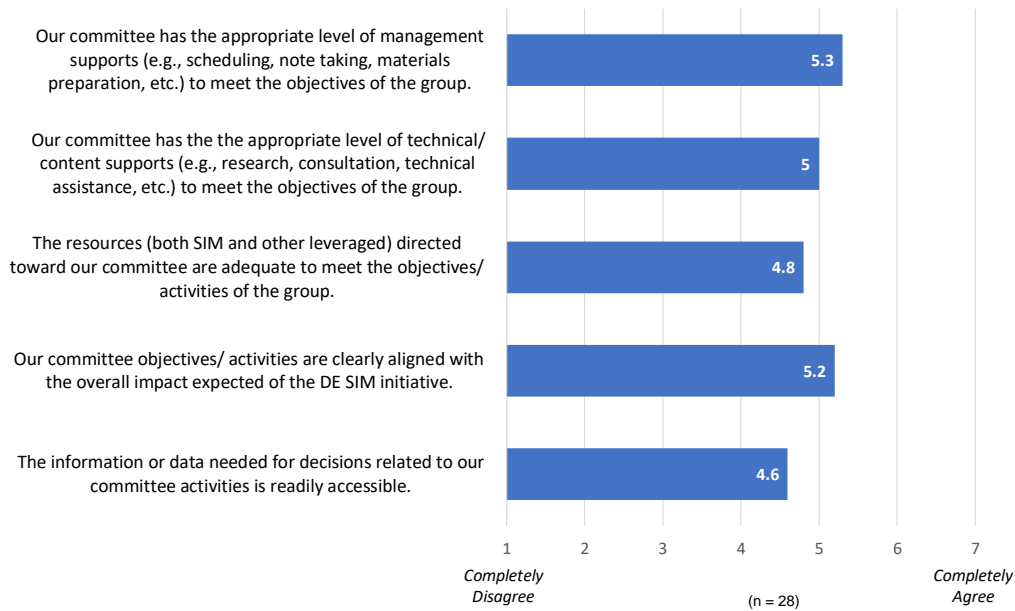 Our committee has the appropriate level of management
supports (e.g., scheduling, note taking, materials
preparation, etc.) to meet the objectives of the group.
5.3
Our committee has the the appropriate level of technical/
content supports (e.g., research, consultation, technical
assistance, etc.) to meet the objectives of the group.
5
The resources (both SIM and other leveraged) directed
toward our committee are adequate to meet the objectives/
activities of the group.
4.8
Our committee objectives/ activities are clearly aligned with
the overall impact expected of the DE SIM initiative.
5.2
The information or data needed for decisions related to our
committee activities is readily accessible.
4.6
1 2 3 4 5 6 7
Completely
Disagree
Completely
Agree
(n = 28)